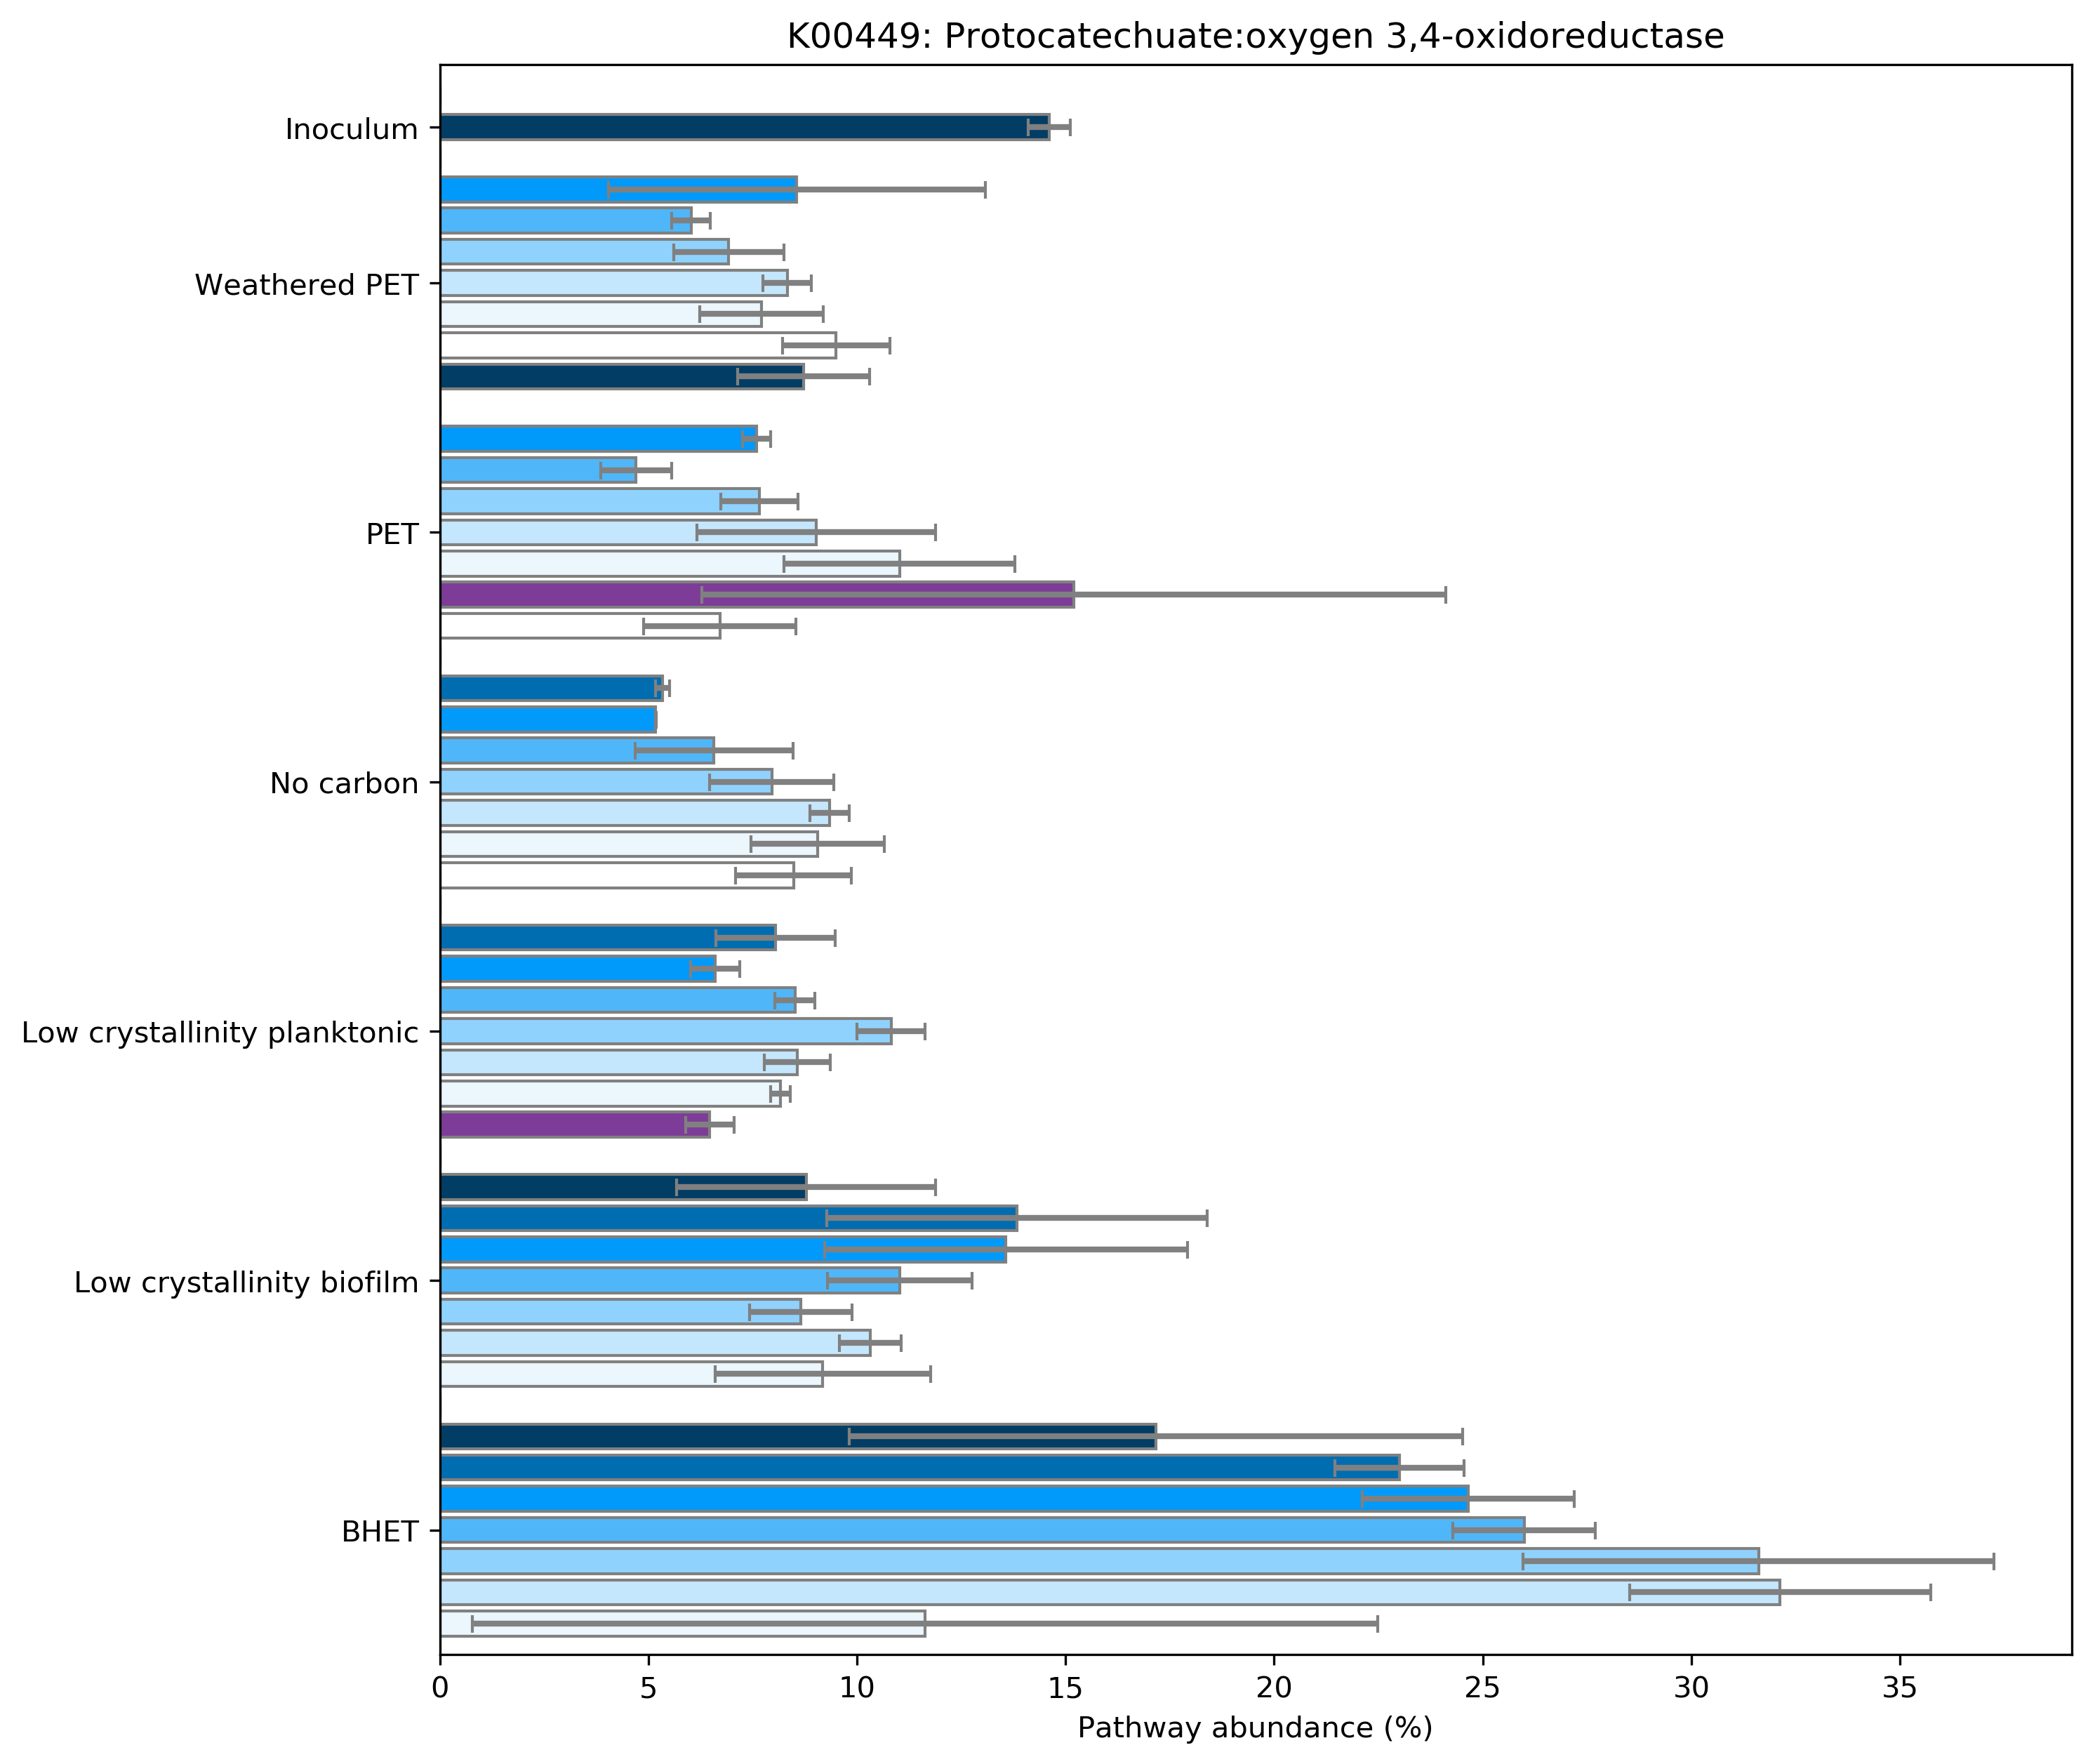 K00449: Protocatechuate:oxygen 3,4-oxidoreductase
Inoculum
Weathered PET
PET
No carbon
Low crystallinity planktonic
Low crystallinity biofilm
BHET
0 5 10 15 20 25 30 35
Pathway abundance (%)